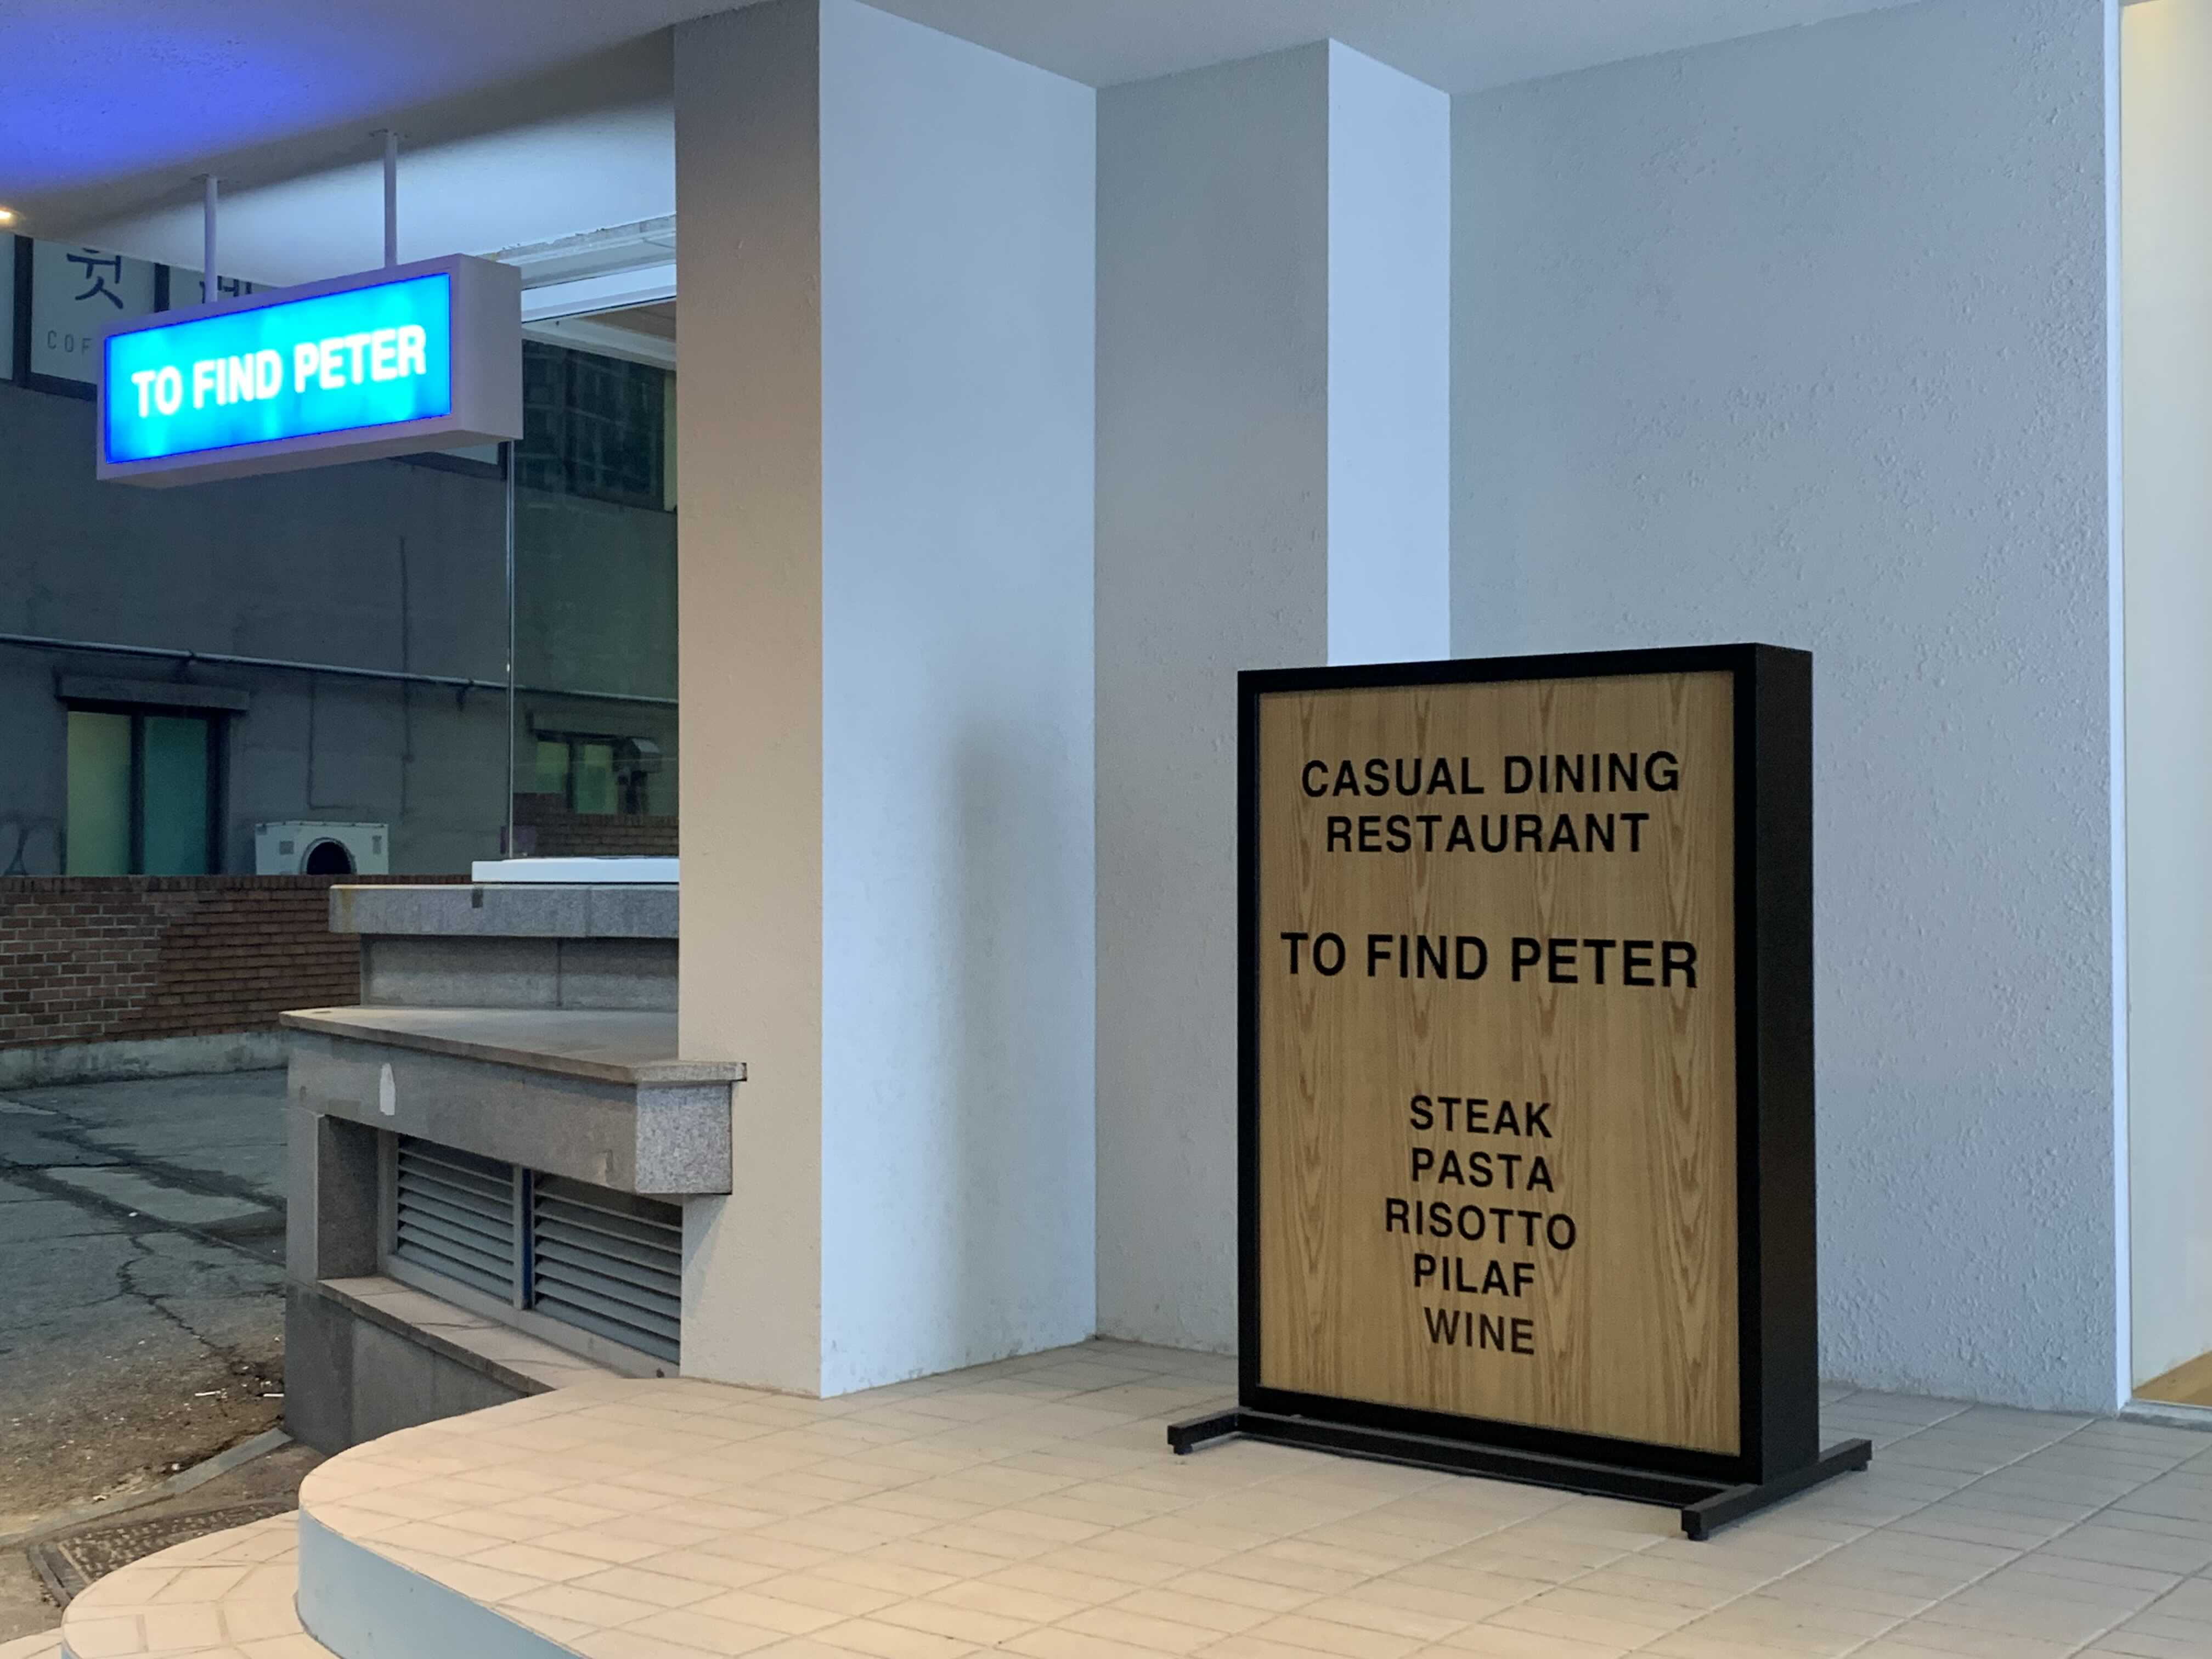 TO FIND PETER
CASUAL DINING
RESTAURANT
TO FIND PETER
STEAK
PASTA
RISOTTO
PILAF
WINE